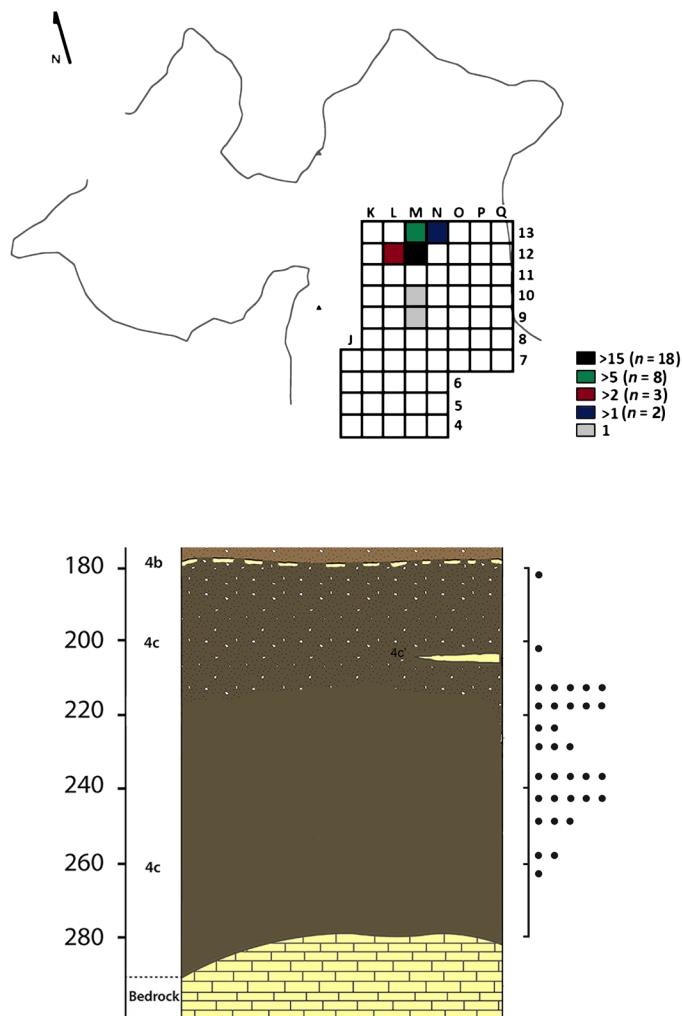 N
K L M N O P Q
13
12
11
10
9
8
J
7
6
5
4
>15 (n = 18)
>5 (n = 8)
>2 (n = 3)
>1 (n = 2)
1
180
4b
200
4c
4c'
220
240
260
4c
280
Bedrock